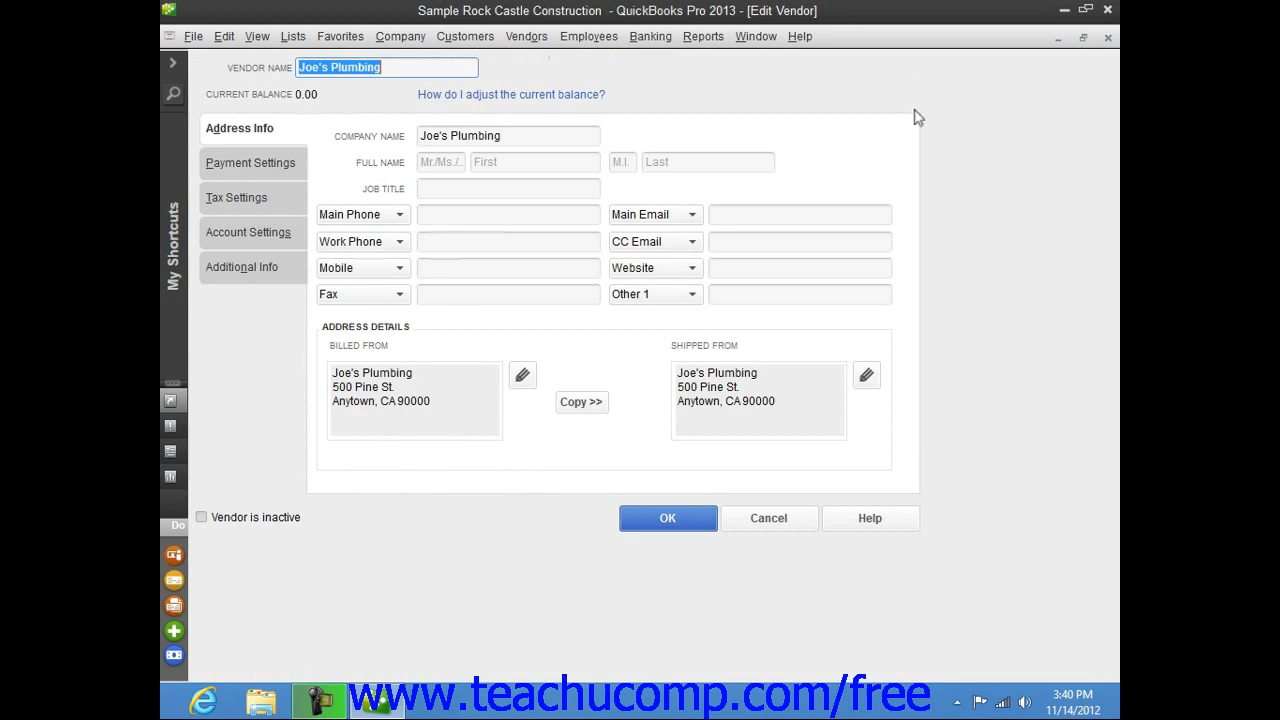 Sample Rock Castle Construction - QuickBooks Pro 2013 - [Edit Vendor]
File Edit View Lists Favorites Company Customers Vendors Employees Banking Reports Window Help
VENDOR NAME Joe's Plumbing
CURRENT BALANCE 0.00 How do I adjust the current balance?
Address Info
Payment Settings
Tax Settings
Account Settings
Additional Info
COMPANY NAME Joe's Plumbing
FULL NAME Mr./Ms./.. First M.I. Last
JOB TITLE
Main Phone Main Email
Work Phone CC Email
Mobile Website
Fax Other 1
ADDRESS DETAILS
BILLED FROM
Joe's Plumbing
500 Pine St.
Anytown, CA 90000
Copy >>
SHIPPED FROM
Joe's Plumbing
500 Pine St.
Anytown, CA 90000
Vendor is inactive
OK Cancel Help
My Shortcuts
Do
www.teachucomp.com/free
3:40 PM
11/14/2012